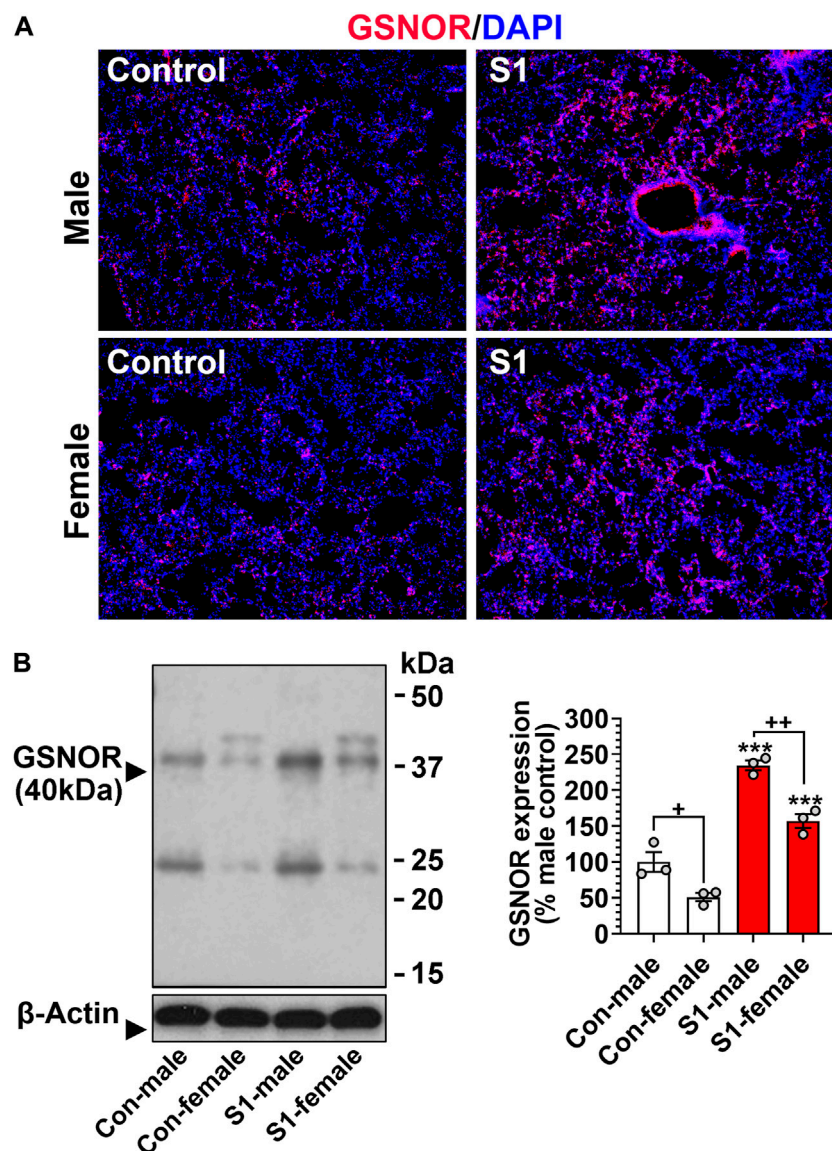 A
GSNOR/DAPI
Control
S1
Male
Control
S1
Female
B
kDa
- 50
GSNOR
(40kDa)
- 37
- 25
- 20
- 15
β-Actin
Con-male
Con-female
S1-male
S1-female
GSNOR expression
(% male control)
300
250
200
150
100
50
0
+
***
++
***
Con-male
Con-female
S1-male
S1-female